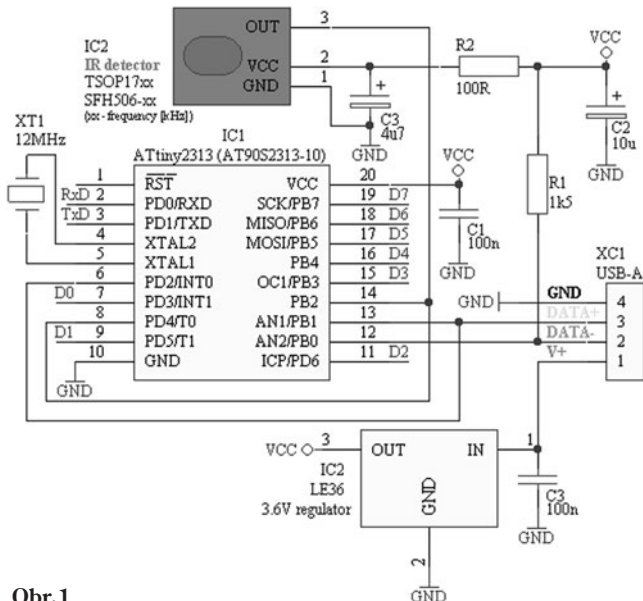 OUT
3
IC2
IR detector
TSOP17xx
SFH506-xx
(xx - frequency [kHz])
VCC
2
GND
1
R2
100R
VCC
+
C3
4u7
GND
+
C2
10u
GND
XT1
12MHz
IC1
ATtiny2313 (AT90S2313-10)
1
RST
VCC
20
VCC
RxD
2
PD0/RXD
SCK/PB7
19
D7
TxD
3
PD1/TXD
MISO/PB6
18
D6
4
XTAL2
MOSI/PB5
17
D5
5
XTAL1
PB4
16
D4
6
PD2/INT0
OC1/PB3
15
D3
D0
7
PD3/INT1
PB2
14
8
PD4/T0
AN1/PB1
13
D1
9
PD5/T1
AN2/PB0
12
10
GND
ICP/PD6
11
D2
GND
C1
100n
GND
R1
1k5
XC1
USB-A
GND
GND
4
DATA+
3
DATA-
2
V+
1
VCC
3
OUT
IN
1
GND
IC2
LE36
3.6V regulator
2
GND
C3
100n
GND
Obr.1